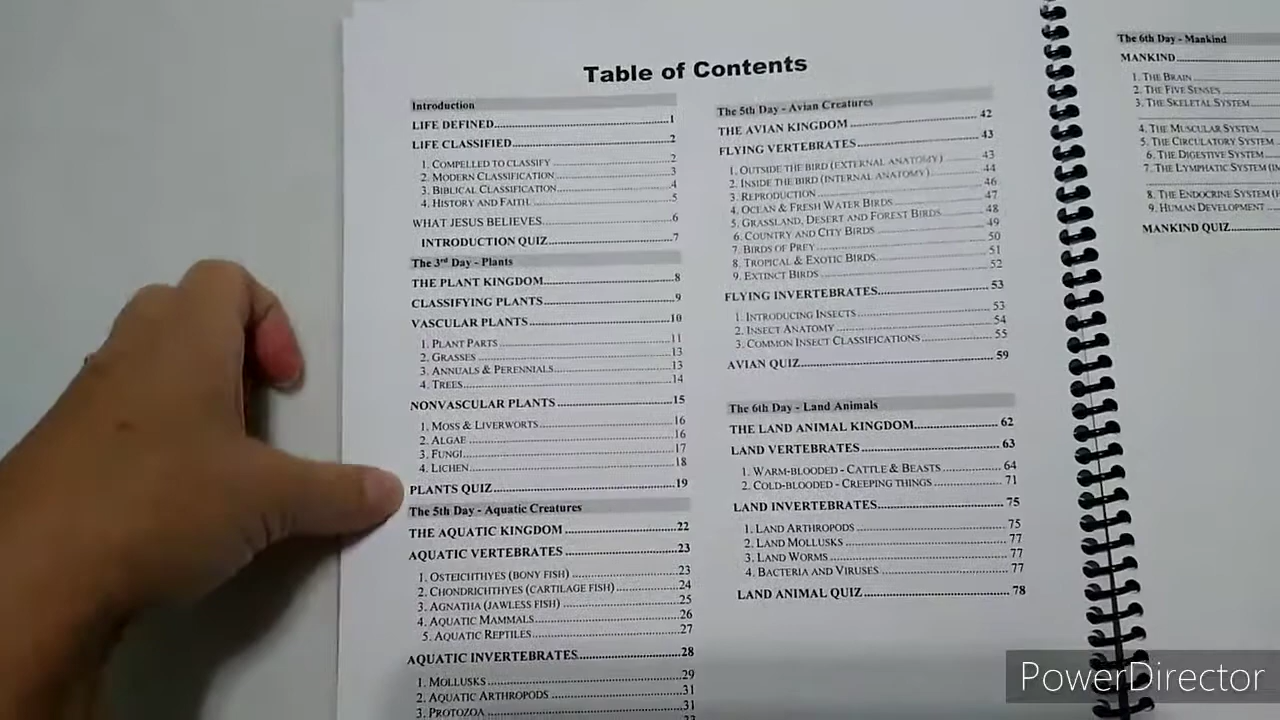 Table of Contents
Introduction
LIFE DEFINED 1
LIFE CLASSIFIED 2
1. COMPELLED TO CLASSIFY 2
2. MODERN CLASSIFICATION 3
3. BIBLICAL CLASSIFICATION 4
4. HISTORY AND FAITH 5
WHAT JESUS BELIEVES 6
INTRODUCTION QUIZ 7
The 3rd Day - Plants
THE PLANT KINGDOM 8
CLASSIFYING PLANTS 9
VASCULAR PLANTS 10
1. PLANT PARTS 11
2. GRASSES 13
3. ANNUALS & PERENNIALS 13
4. TREES 14
NONVASCULAR PLANTS 15
1. MOSS & LIVERWORTS 16
2. ALGAE 16
3. FUNGI 17
4. LICHEN 18
PLANTS QUIZ 19
The 5th Day - Aquatic Creatures
THE AQUATIC KINGDOM 22
AQUATIC VERTEBRATES 23
1. OSTEICHTHYES (BONY FISH) 23
2. CHONDRICHTHYES (CARTILAGE FISH) 24
3. AGNATHA (JAWLESS FISH) 25
4. AQUATIC MAMMALS 26
5. AQUATIC REPTILES 27
AQUATIC INVERTEBRATES 28
1. MOLLUSKS 29
2. AQUATIC ARTHROPODS 31
3. PROTOZOA 31
The 5th Day - Avian Creatures
THE AVIAN KINGDOM 42
FLYING VERTEBRATES 43
1. OUTSIDE THE BIRD (EXTERNAL ANATOMY) 43
2. INSIDE THE BIRD (INTERNAL ANATOMY) 44
3. REPRODUCTION 46
4. OCEAN & FRESH WATER BIRDS 47
5. GRASSLAND, DESERT AND FOREST BIRDS 48
6. COUNTRY AND CITY BIRDS 49
7. BIRDS OF PREY 50
8. TROPICAL & EXOTIC BIRDS 51
9. EXTINCT BIRDS 52
FLYING INVERTEBRATES 53
1. INTRODUCING INSECTS 53
2. INSECT ANATOMY 54
3. COMMON INSECT CLASSIFICATIONS 55
AVIAN QUIZ 59
The 6th Day - Land Animals
THE LAND ANIMAL KINGDOM 62
LAND VERTEBRATES 63
1. WARM-BLOODED - CATTLE & BEASTS 64
2. COLD-BLOODED - CREEPING THINGS 71
LAND INVERTEBRATES 75
1. LAND ARTHROPODS 75
2. LAND MOLLUSKS 77
3. LAND WORMS 77
4. BACTERIA AND VIRUSES 77
LAND ANIMAL QUIZ 78
The 6th Day - Mankind
MANKIND
1. THE BRAIN
2. THE FIVE SENSES
3. THE SKELETAL SYSTEM
4. THE MUSCULAR SYSTEM
5. THE CIRCULATORY SYSTEM
6. THE DIGESTIVE SYSTEM
7. THE LYMPHATIC SYSTEM
8. THE ENDOCRINE SYSTEM
9. HUMAN DEVELOPMENT
MANKIND QUIZ
PowerDirector